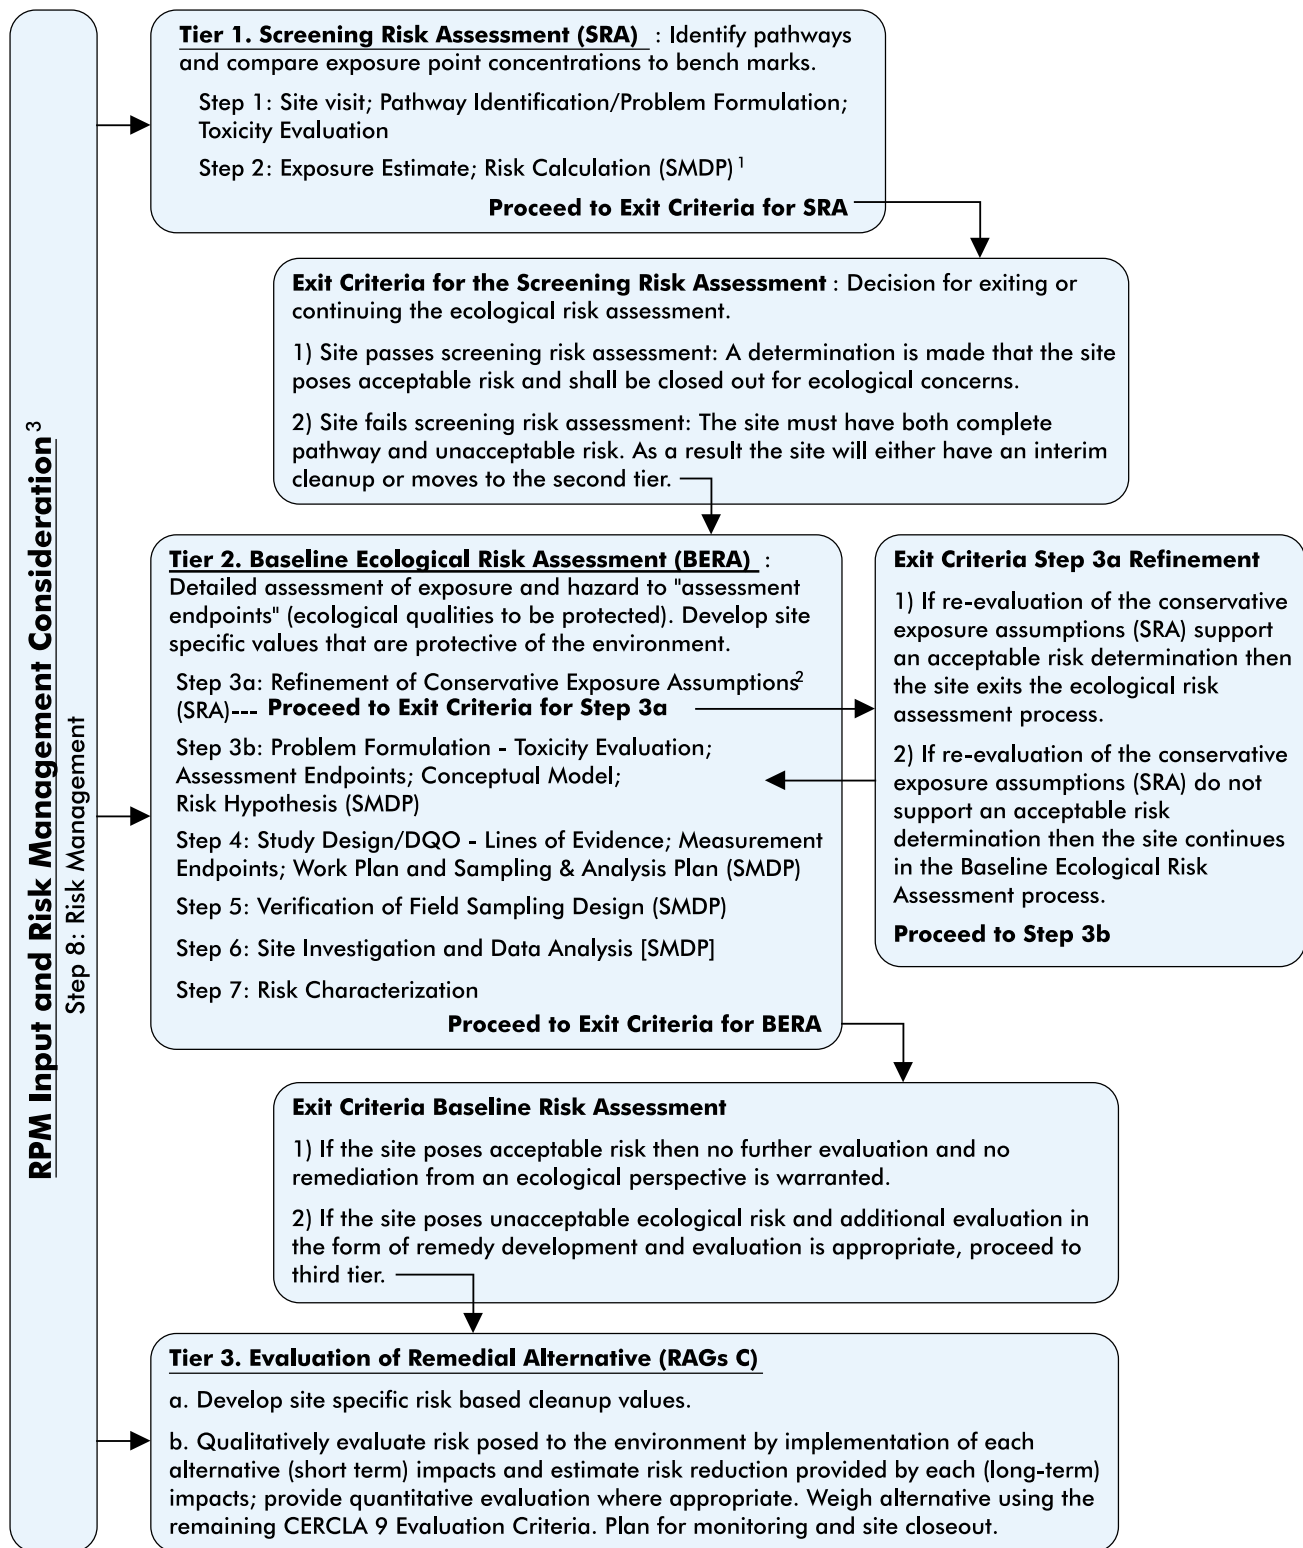 RPM Input and Risk Management Consideration3
Step 8: Risk Management
Tier 1. Screening Risk Assessment (SRA) : Identify pathways
and compare exposure point concentrations to bench marks.
Step 1: Site visit; Pathway Identification/Problem Formulation;
Toxicity Evaluation
Step 2: Exposure Estimate; Risk Calculation (SMDP)1
Proceed to Exit Criteria for SRA
Exit Criteria for the Screening Risk Assessment : Decision for exiting or
continuing the ecological risk assessment.
1) Site passes screening risk assessment: A determination is made that the site
poses acceptable risk and shall be closed out for ecological concerns.
2) Site fails screening risk assessment: The site must have both complete
pathway and unacceptable risk. As a result the site will either have an interim
cleanup or moves to the second tier.
Tier 2. Baseline Ecological Risk Assessment (BERA) :
Detailed assessment of exposure and hazard to "assessment
endpoints" (ecological qualities to be protected). Develop site
specific values that are protective of the environment.
Step 3a: Refinement of Conservative Exposure Assumptions2
(SRA)--- Proceed to Exit Criteria for Step 3a
Step 3b: Problem Formulation - Toxicity Evaluation;
Assessment Endpoints; Conceptual Model;
Risk Hypothesis (SMDP)
Step 4: Study Design/DQO - Lines of Evidence; Measurement
Endpoints; Work Plan and Sampling & Analysis Plan (SMDP)
Step 5: Verification of Field Sampling Design (SMDP)
Step 6: Site Investigation and Data Analysis [SMDP]
Step 7: Risk Characterization
Proceed to Exit Criteria for BERA
Exit Criteria Step 3a Refinement
1) If re-evaluation of the conservative
exposure assumptions (SRA) support
an acceptable risk determination then
the site exits the ecological risk
assessment process.
2) If re-evaluation of the conservative
exposure assumptions (SRA) do not
support an acceptable risk
determination then the site continues
in the Baseline Ecological Risk
Assessment process.
Proceed to Step 3b
Exit Criteria Baseline Risk Assessment
1) If the site poses acceptable risk then no further evaluation and no
remediation from an ecological perspective is warranted.
2) If the site poses unacceptable ecological risk and additional evaluation in
the form of remedy development and evaluation is appropriate, proceed to
third tier.
Tier 3. Evaluation of Remedial Alternative (RAGs C)
a. Develop site specific risk based cleanup values.
b. Qualitatively evaluate risk posed to the environment by implementation of each
alternative (short term) impacts and estimate risk reduction provided by each (long-term)
impacts; provide quantitative evaluation where appropriate. Weigh alternative using the
remaining CERCLA 9 Evaluation Criteria. Plan for monitoring and site closeout.